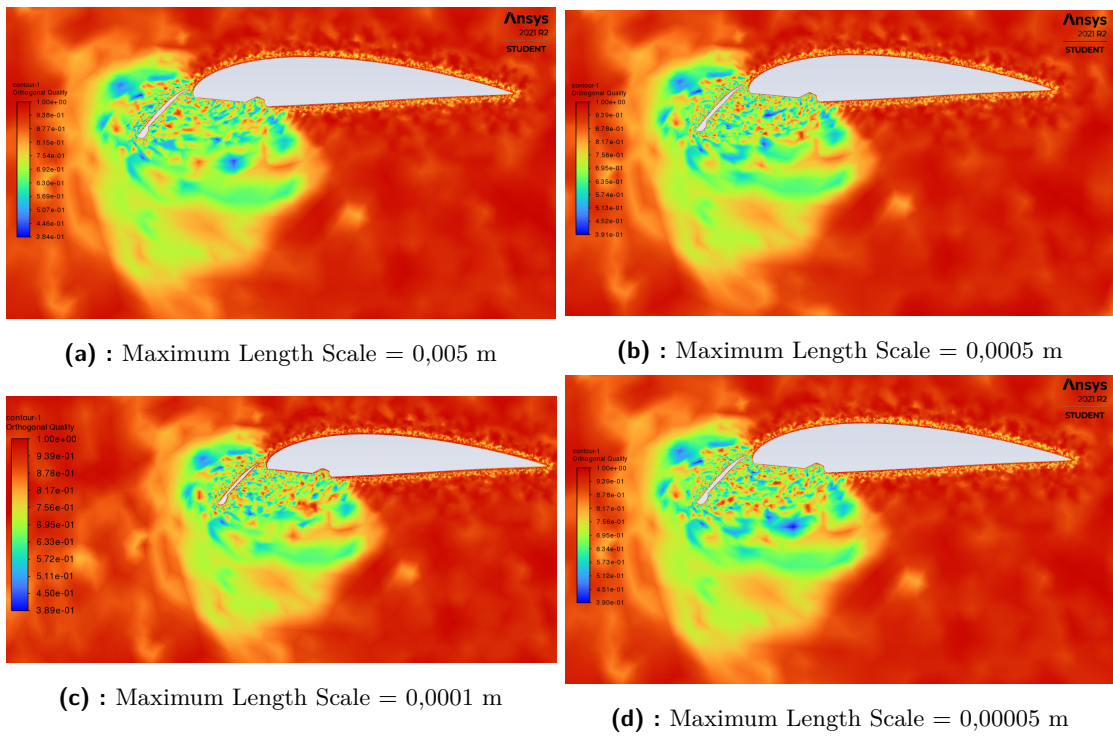 Ansys
2021 R2
STUDENT
contour-1
Orthogonal Quality
1.00e+00
9.38e-01
8.77e-01
8.15e-01
7.54e-01
6.92e-01
6.30e-01
5.69e-01
5.07e-01
4.46e-01
3.84e-01
(a) : Maximum Length Scale = 0,005 m
Ansys
2021 R2
STUDENT
contour-1
Orthogonal Quality
1.00e+00
9.39e-01
8.78e-01
8.17e-01
7.56e-01
6.95e-01
6.35e-01
5.74e-01
5.13e-01
4.52e-01
3.91e-01
(b) : Maximum Length Scale = 0,0005 m
contour-1
Orthogonal Quality
1.00e+00
9.39e-01
8.78e-01
8.17e-01
7.56e-01
6.95e-01
6.33e-01
5.72e-01
5.11e-01
4.50e-01
3.89e-01
(c) : Maximum Length Scale = 0,0001 m
Ansys
2021 R2
STUDENT
contour-1
Orthogonal Quality
1.00e+00
9.39e-01
8.78e-01
8.17e-01
7.56e-01
6.95e-01
6.34e-01
5.73e-01
5.12e-01
4.51e-01
3.90e-01
(d) : Maximum Length Scale = 0,00005 m